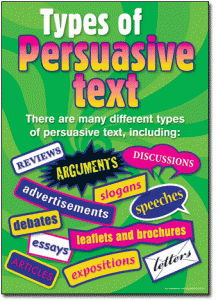 Types of
Persuasive
text
There are many different types
of persuasive text, including:
REVIEWS
ARGUMENTS
DISCUSSIONS
advertisements
slogans
speeches
debates
leaflets and brochures
essays
ARTICLES
expositions
letters